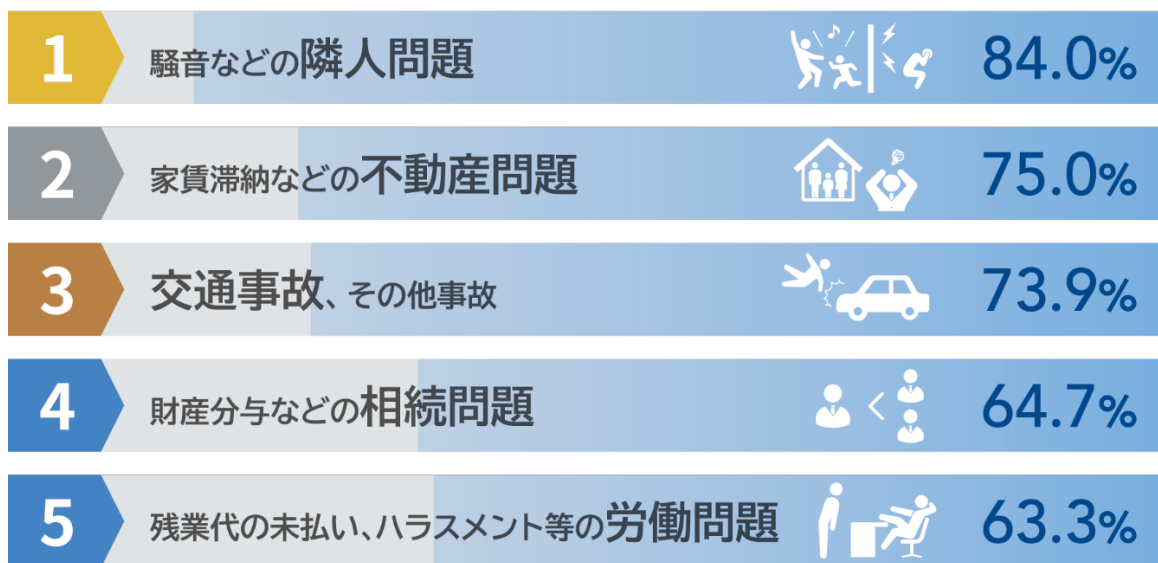 1 騒音などの隣人問題 84.0%
2 家賃滞納などの不動産問題 75.0%
3 交通事故、その他事故 73.9%
4 財産分与などの相続問題 64.7%
5 残業代の未払い、ハラスメント等の労働問題 63.3%